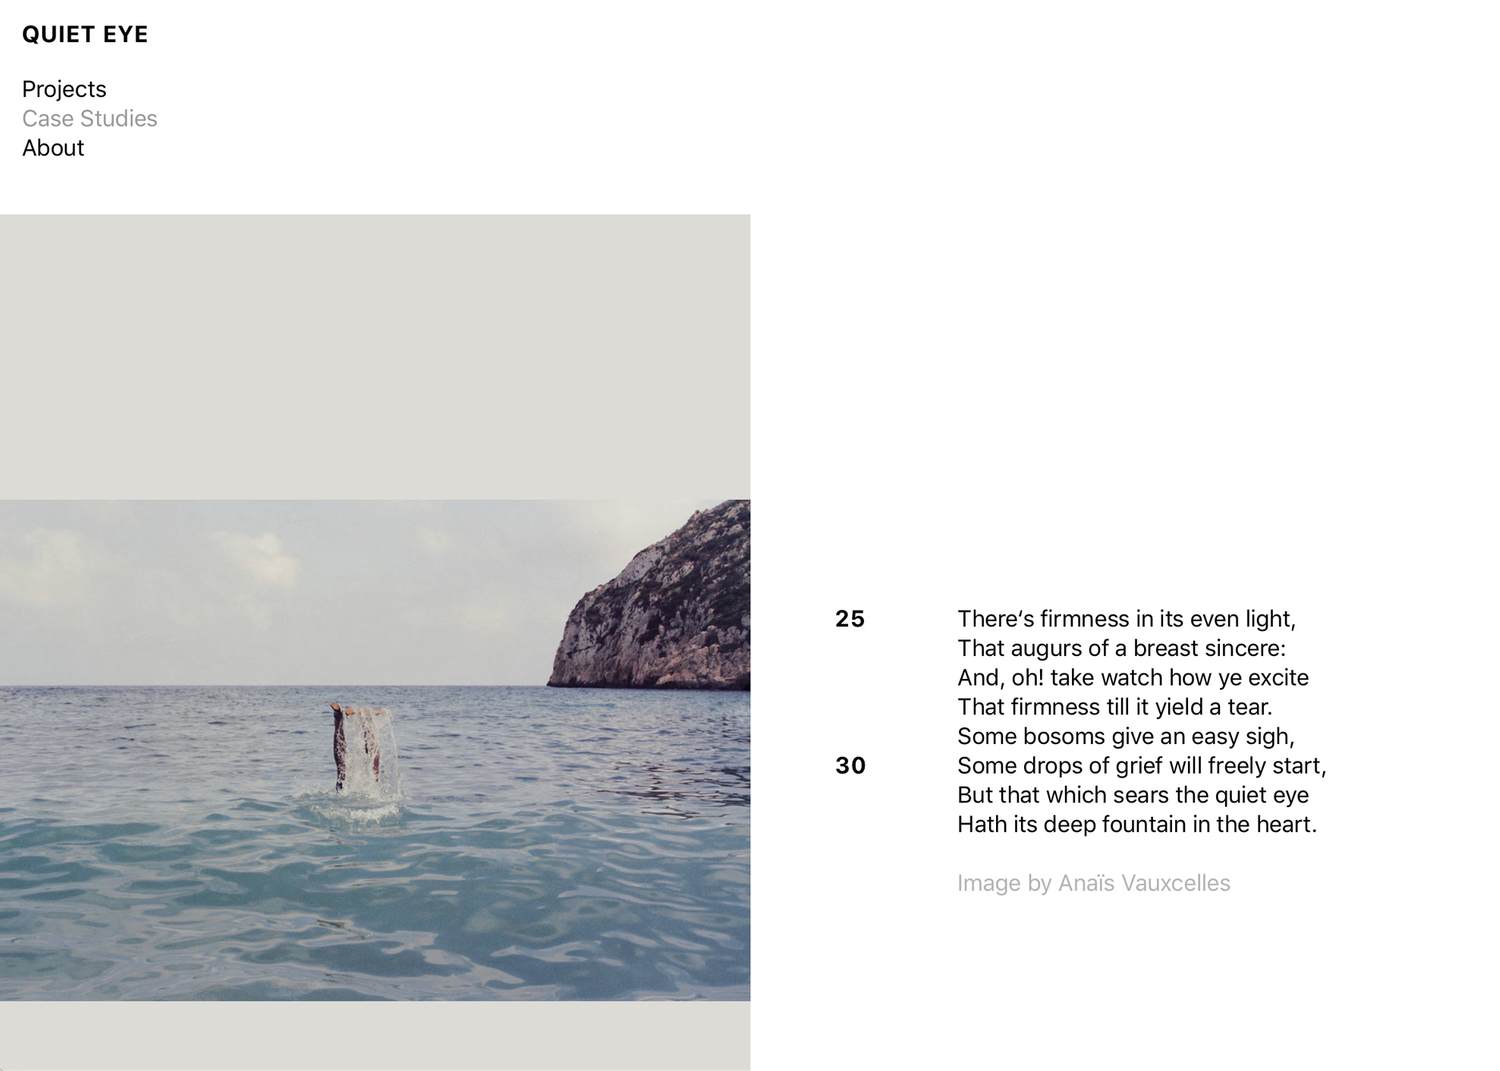 QUIET EYE
Projects
Case Studies
About
25 There‘s firmness in its even light,
That augurs of a breast sincere:
And, oh! take watch how ye excite
That firmness till it yield a tear.
Some bosoms give an easy sigh,
30 Some drops of grief will freely start,
But that which sears the quiet eye
Hath its deep fountain in the heart.
Image by Anaïs Vauxcelles